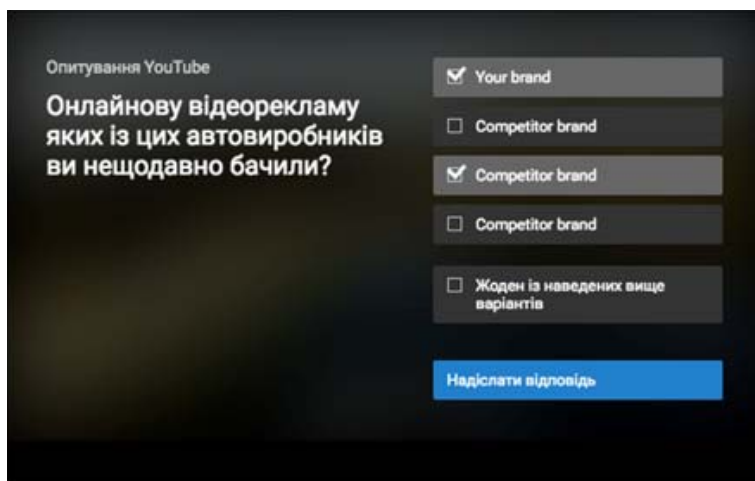 Опитування YouTube
Онлайнову відеорекламу
яких із цих автовиробників
ви нещодавно бачили?
Your brand
Competitor brand
Competitor brand
Competitor brand
Жоден із наведених вище
варіантів
Надіслати відповідь